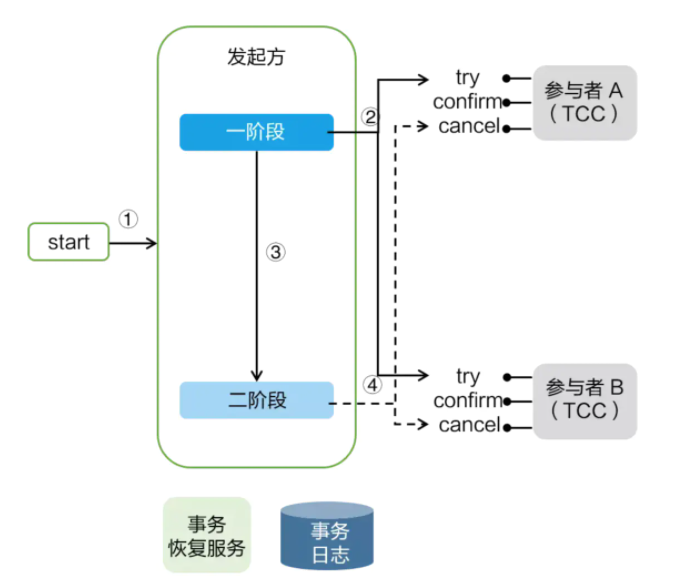 发起方
一阶段
②
try
confirm
cancel
参与者 A
（TCC）
①
start
③
二阶段
④
try
confirm
cancel
参与者 B
（TCC）
事务
恢复服务
事务
日志